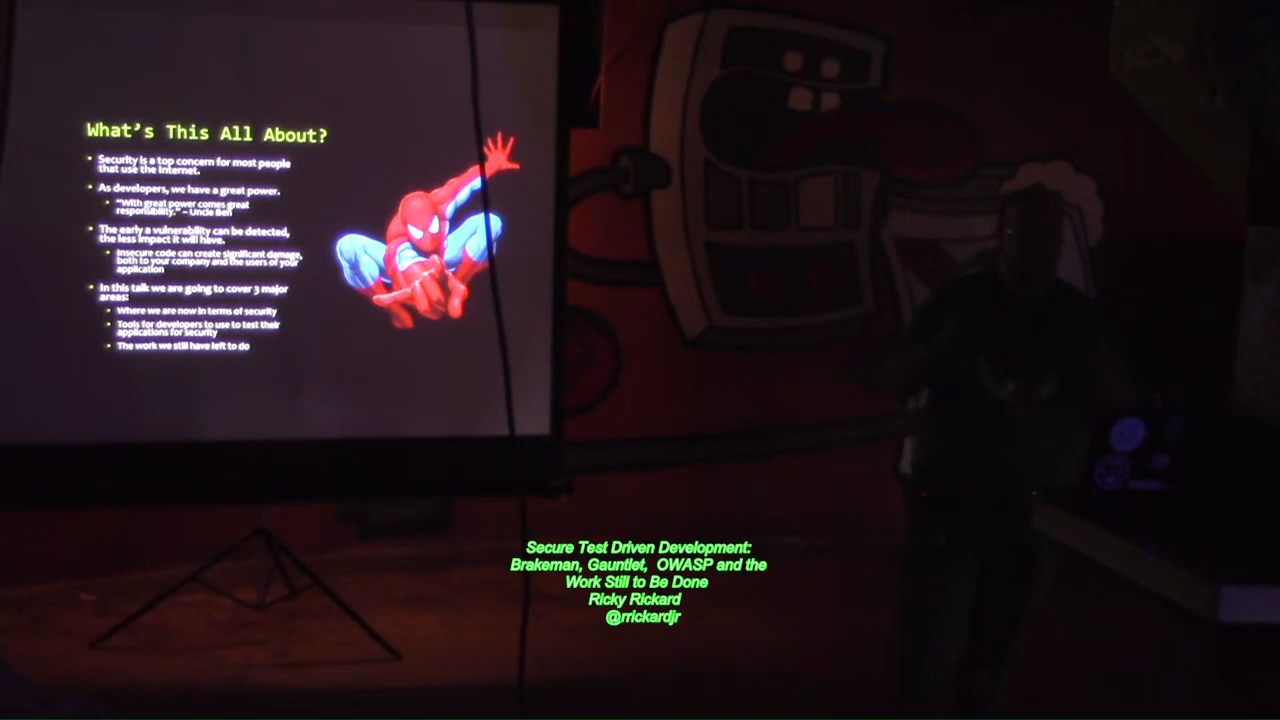 What's This All About?
Security is a top concern for most people
that use the Internet.
As developers, we have a great power.
"With great power comes great
responsibility." – Uncle Ben
The early a vulnerability can be detected,
the less impact it will have.
Insecure code can create significant damage,
both to your company and the users of your
application
In this talk we are going to cover 3 major
areas:
Where we are now in terms of security
Tools for developers to use to test their
applications for security
The work we still have left to do
Secure Test Driven Development:
Brakeman, Gauntlet, OWASP and the
Work Still to Be Done
Ricky Rickard
@rrickardjr